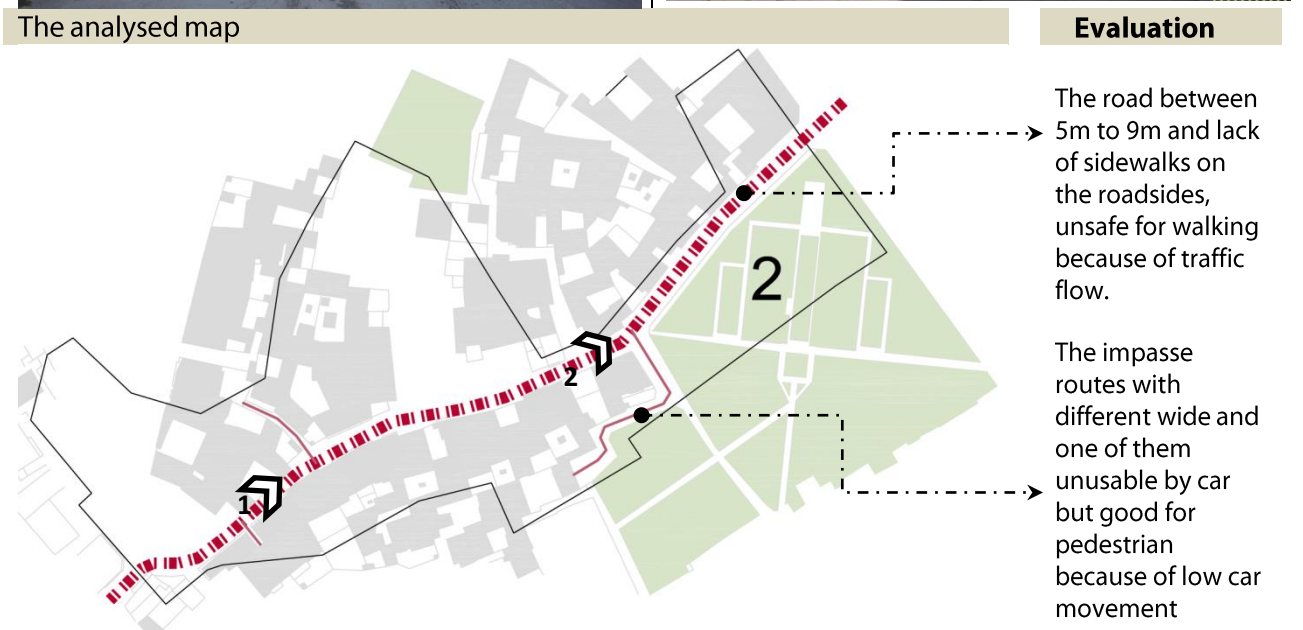 The analysed map
Evaluation
The road between
5m to 9m and lack
of sidewalks on
the roadsides,
unsafe for walking
because of traffic
flow.
2
2
1
The impasse
routes with
different wide and
one of them
unusable by car
but good for
pedestrian
because of low car
movement